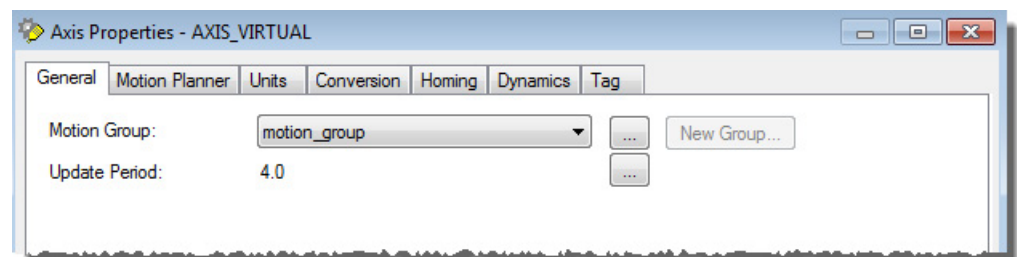 Axis Properties - AXIS_VIRTUAL
General Motion Planner Units Conversion Homing Dynamics Tag
Motion Group: motion_group ... New Group...
Update Period: 4.0 ...